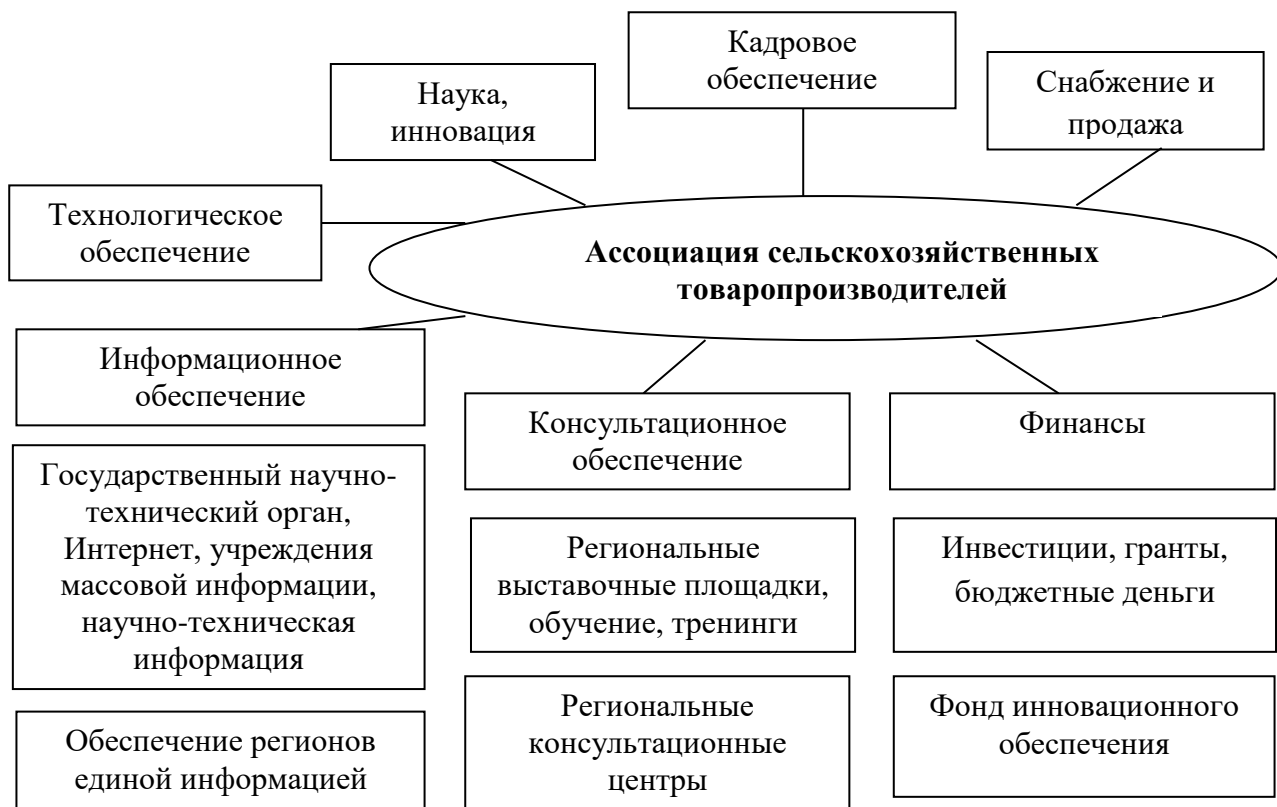 Кадровое
обеспечение
Наука,
инновация
Снабжение и
продажа
Технологическое
обеспечение
Ассоциация сельскохозяйственных
товаропроизводителей
Информационное
обеспечение
Консультационное
обеспечение
Финансы
Государственный научно-
технический орган,
Интернет, учреждения
массовой информации,
научно-техническая
информация
Региональные
выставочные площадки,
обучение, тренинги
Инвестиции, гранты,
бюджетные деньги
Обеспечение регионов
единой информацией
Региональные
консультационные
центры
Фонд инновационного
обеспечения